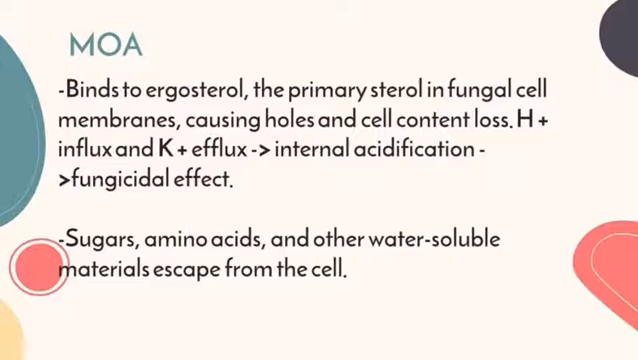 MOA
-Binds to ergosterol, the primary sterol in fungal cell
membranes, causing holes and cell content loss. H +
influx and K + efflux -> internal acidification -
>fungicidal effect.
-Sugars, amino acids, and other water-soluble
materials escape from the cell.